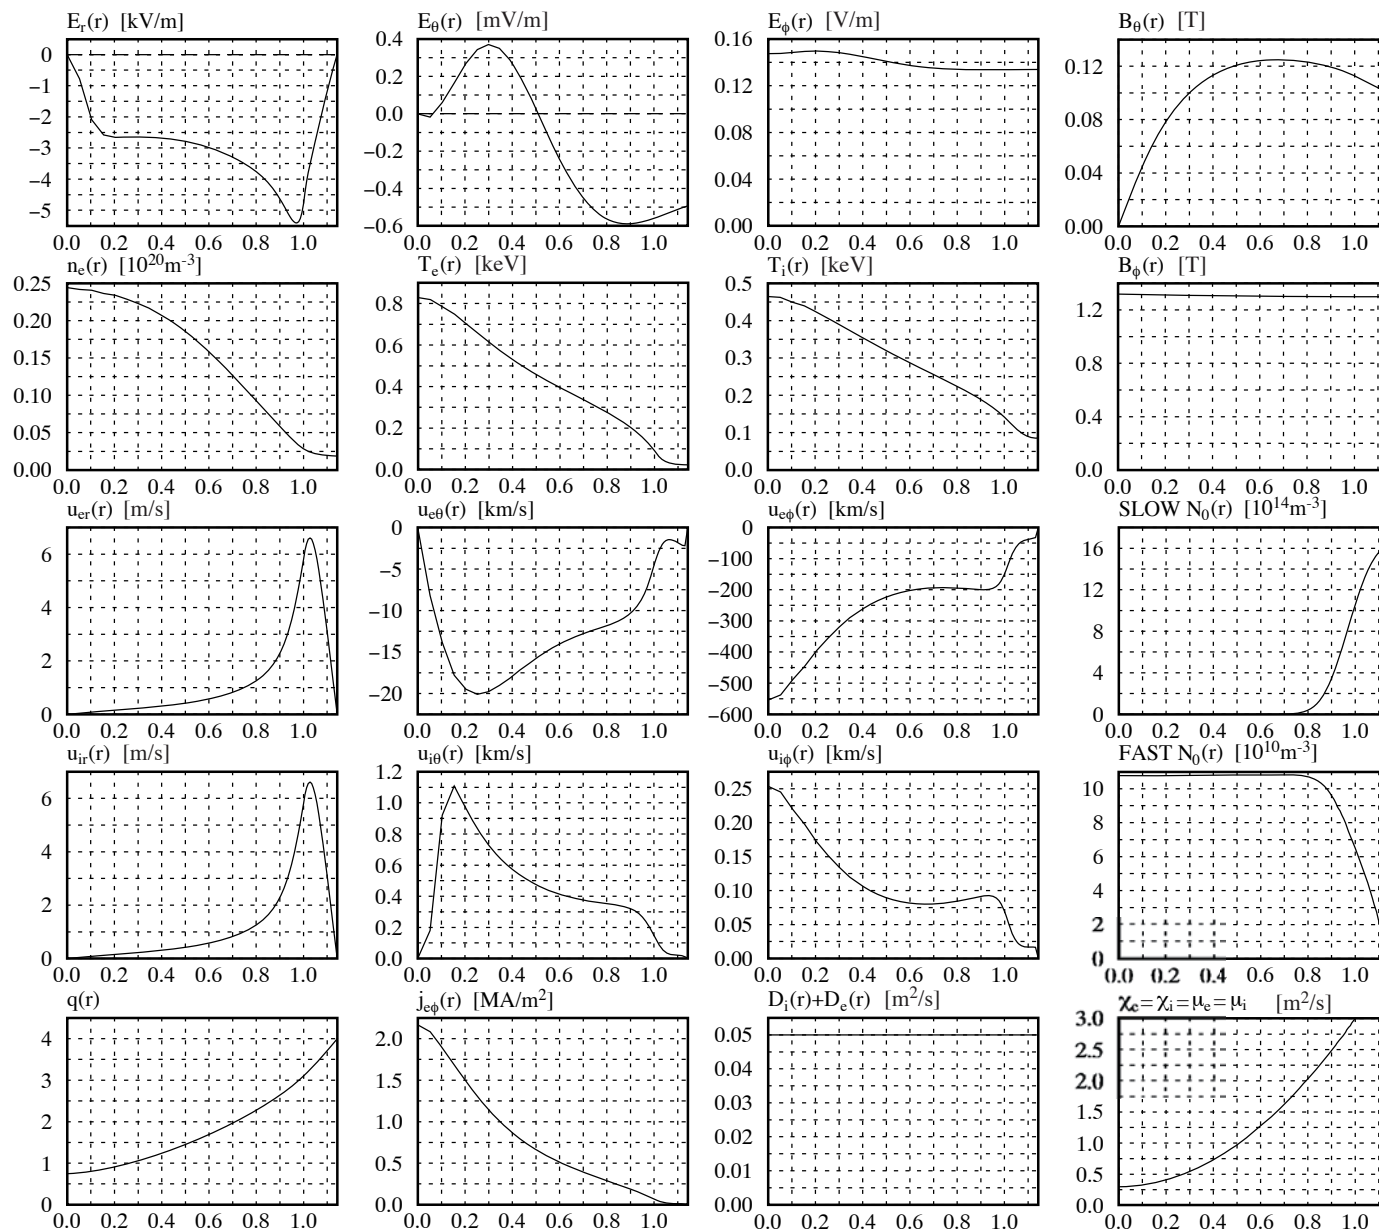 E_r(r) [kV/m] E_θ(r) [mV/m] E_ϕ(r) [V/m] B_θ(r) [T]
0 −1 −2 −3 −4 −5 0.4 0.2 0.0 −0.2 −0.4 −0.6 0.16 0.12 0.08 0.04 0.00 0.12 0.08 0.04 0.00
0.0 0.2 0.4 0.6 0.8 1.0 0.0 0.2 0.4 0.6 0.8 1.0 0.0 0.2 0.4 0.6 0.8 1.0 0.0 0.2 0.4 0.6 0.8 1.0
n_e(r) [10^20m^-3] T_e(r) [keV] T_i(r) [keV] B_ϕ(r) [T]
0.25 0.20 0.15 0.10 0.05 0.00 0.8 0.6 0.4 0.2 0.0 0.5 0.4 0.3 0.2 0.1 0.0 1.2 0.8 0.4 0.0
0.0 0.2 0.4 0.6 0.8 1.0 0.0 0.2 0.4 0.6 0.8 1.0 0.0 0.2 0.4 0.6 0.8 1.0 0.0 0.2 0.4 0.6 0.8 1.0
u_er(r) [m/s] u_eθ(r) [km/s] u_eϕ(r) [km/s] SLOW N_0(r) [10^14m^-3]
6 4 2 0 0 −5 −10 −15 −20 0 −100 −200 −300 −400 −500 −600 16 12 8 4 0
0.0 0.2 0.4 0.6 0.8 1.0 0.0 0.2 0.4 0.6 0.8 1.0 0.0 0.2 0.4 0.6 0.8 1.0 0.0 0.2 0.4 0.6 0.8 1.0
u_ir(r) [m/s] u_iθ(r) [km/s] u_iϕ(r) [km/s] FAST N_0(r) [10^10m^-3]
6 4 2 0 1.2 1.0 0.8 0.6 0.4 0.2 0.0 0.25 0.20 0.15 0.10 0.05 0.00 10 8 6 4 2 0
0.0 0.2 0.4 0.6 0.8 1.0 0.0 0.2 0.4 0.6 0.8 1.0 0.0 0.2 0.4 0.6 0.8 1.0 0.0 0.2 0.4 0.6 0.8 1.0
q(r) j_eϕ(r) [MA/m^2] D_i(r)+D_e(r) [m^2/s] χ_e=χ_i=μ_e=μ_i [m^2/s]
4 3 2 1 0 2.0 1.5 1.0 0.5 0.0 0.05 0.04 0.03 0.02 0.01 0.00 3.0 2.5 2.0 1.5 1.0 0.5 0.0
0.0 0.2 0.4 0.6 0.8 1.0 0.0 0.2 0.4 0.6 0.8 1.0 0.0 0.2 0.4 0.6 0.8 1.0 0.0 0.2 0.4 0.6 0.8 1.0